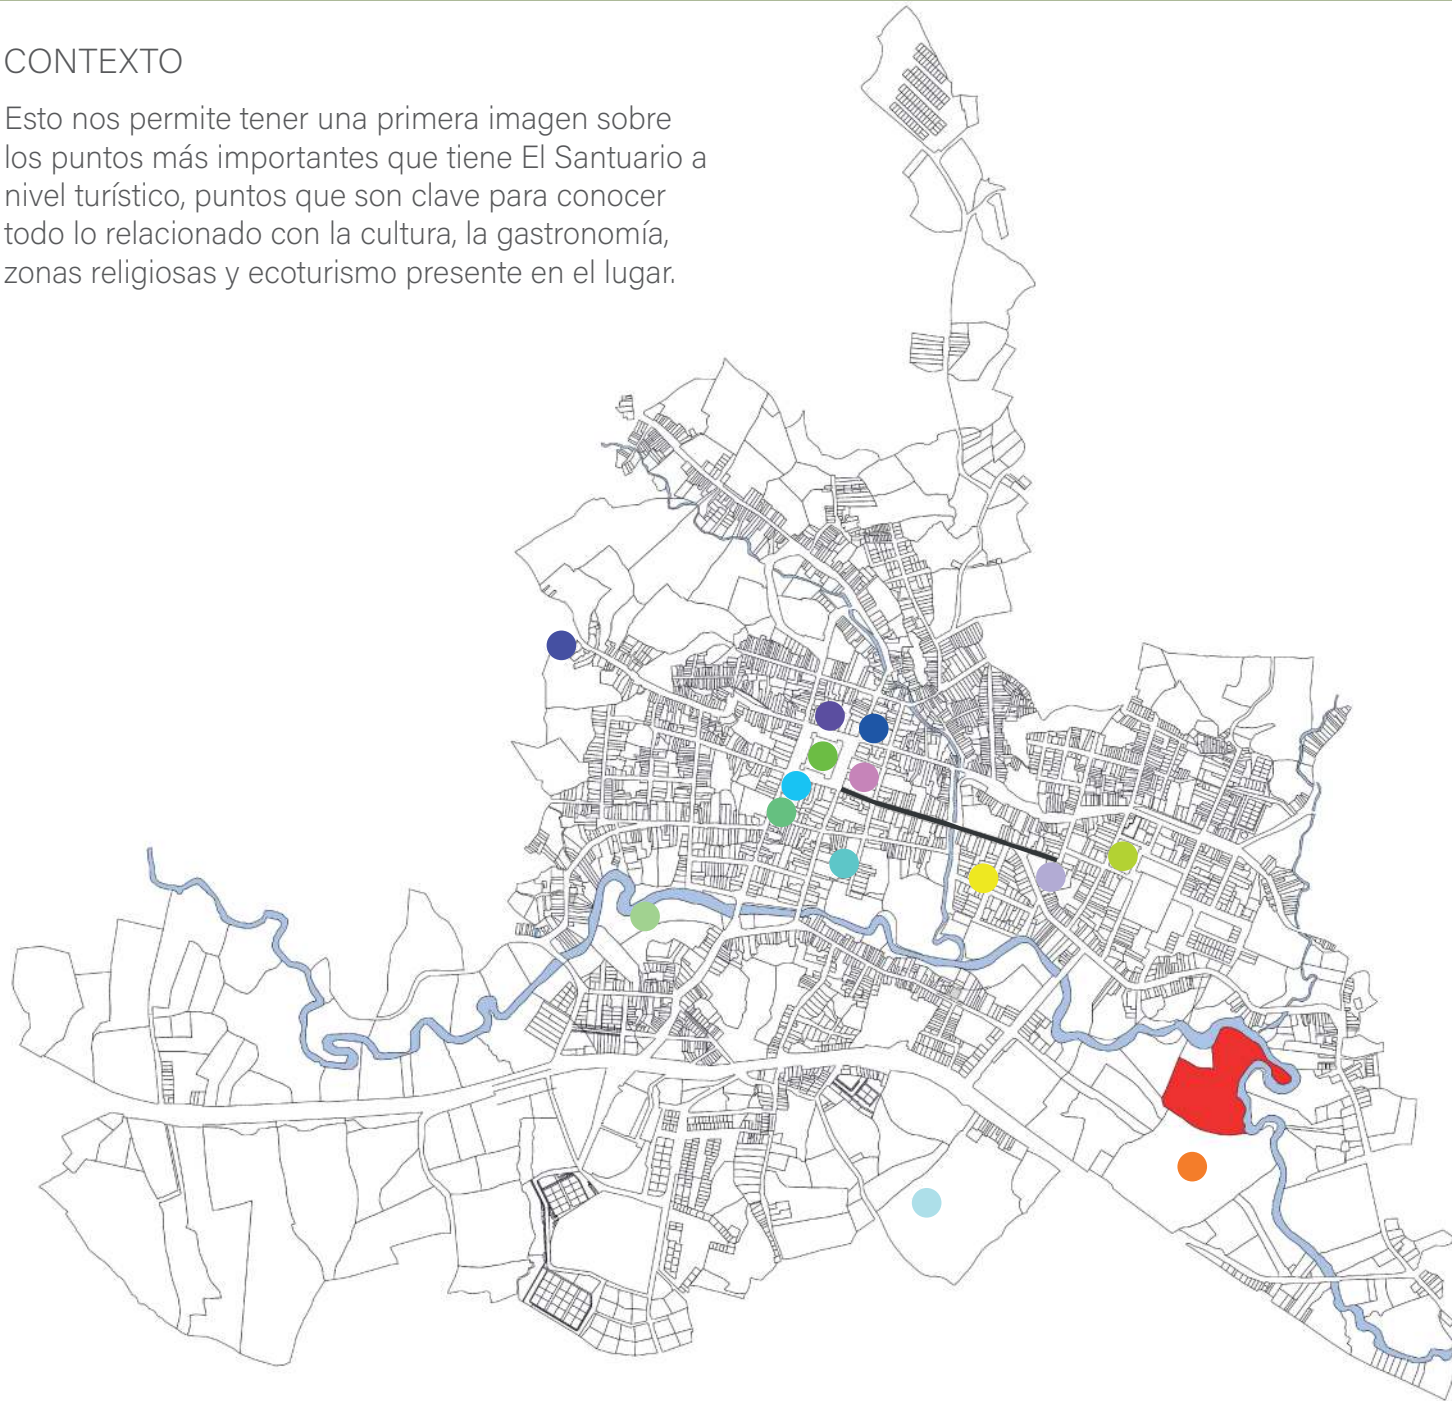 CONTEXTO
Esto nos permite tener una primera imagen sobre
los puntos más importantes que tiene El Santuario a
nivel turístico, puntos que son clave para conocer
todo lo relacionado con la cultura, la gastronomía,
zonas religiosas y ecoturismo presente en el lugar.